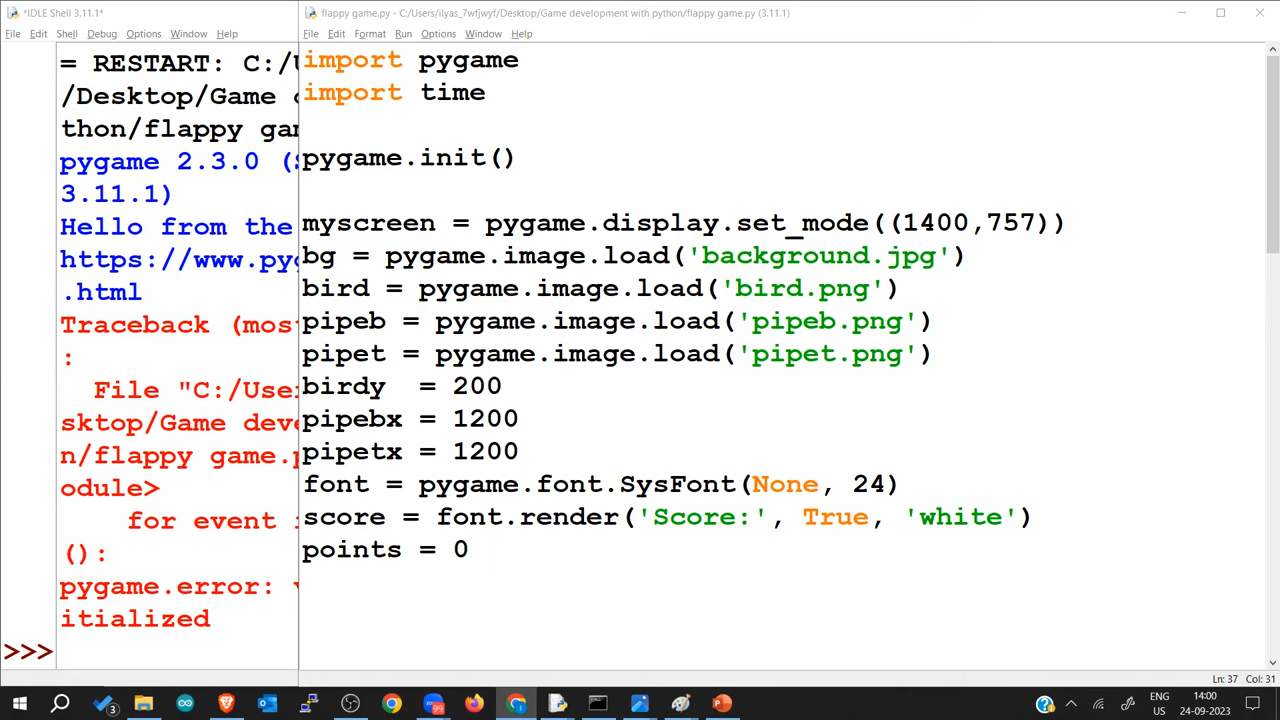 *IDLE Shell 3.11.1*
File Edit Shell Debug Options Window Help
= RESTART: C:/U
/Desktop/Game
thon/flappy ga
pygame 2.3.0 (
3.11.1)
Hello from the
https://www.pyg
.html
Traceback (mos
:
File "C:/Use
sktop/Game deve
n/flappy game.p
odule>
for event
():
pygame.error:
itialized
>>>
flappy game.py - C:/Users/ilyas_7wfjwyf/Desktop/Game development with python/flappy game.py (3.11.1)
File Edit Format Run Options Window Help
import pygame
import time
pygame.init()
myscreen = pygame.display.set_mode((1400,757))
bg = pygame.image.load('background.jpg')
bird = pygame.image.load('bird.png')
pipeb = pygame.image.load('pipeb.png')
pipet = pygame.image.load('pipet.png')
birdy  = 200
pipebx = 1200
pipetx = 1200
font = pygame.font.SysFont(None, 24)
score = font.render('Score:', True, 'white')
points = 0
Ln: 37 Col: 31
3
99
ENG
US
14:00
24-09-2023